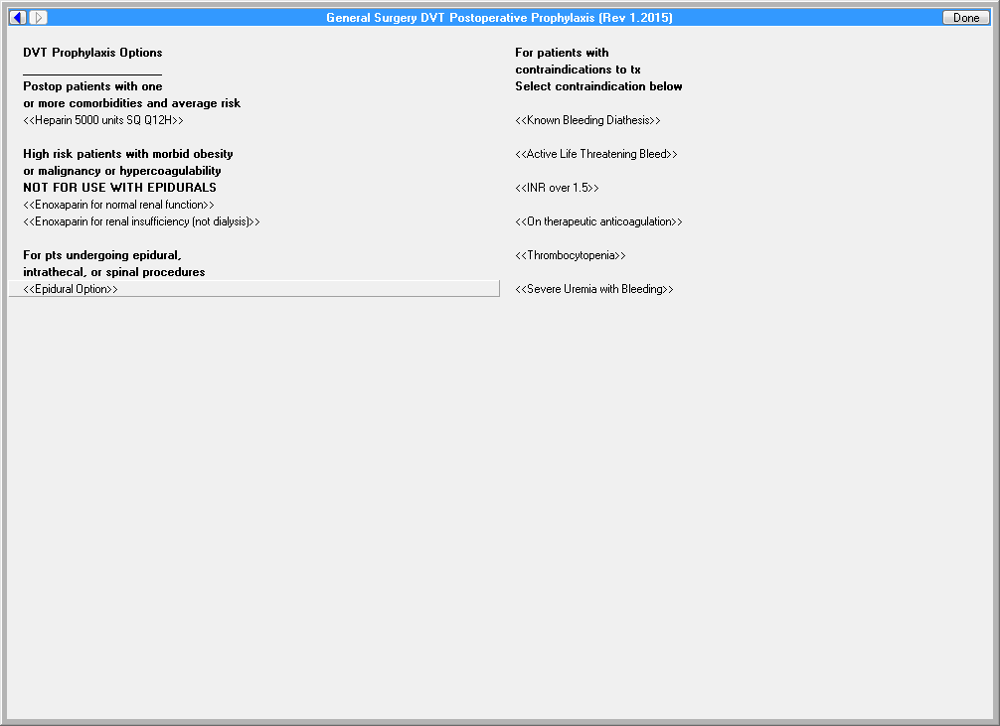 General Surgery DVT Postoperative Prophylaxis (Rev 1.2015)
Done
DVT Prophylaxis Options
Postop patients with one
or more comorbidities and average risk
<<Heparin 5000 units SQ Q12H>>
High risk patients with morbid obesity
or malignancy or hypercoagulability
NOT FOR USE WITH EPIDURALS
<<Enoxaparin for normal renal function>>
<<Enoxaparin for renal insufficiency (not dialysis)>>
For pts undergoing epidural,
intrathecal, or spinal procedures
<<Epidural Option>>
For patients with
contraindications to tx
Select contraindication below
<<Known Bleeding Diathesis>>
<<Active Life Threatening Bleed>>
<<INR over 1.5>>
<<On therapeutic anticoagulation>>
<<Thrombocytopenia>>
<<Severe Uremia with Bleeding>>